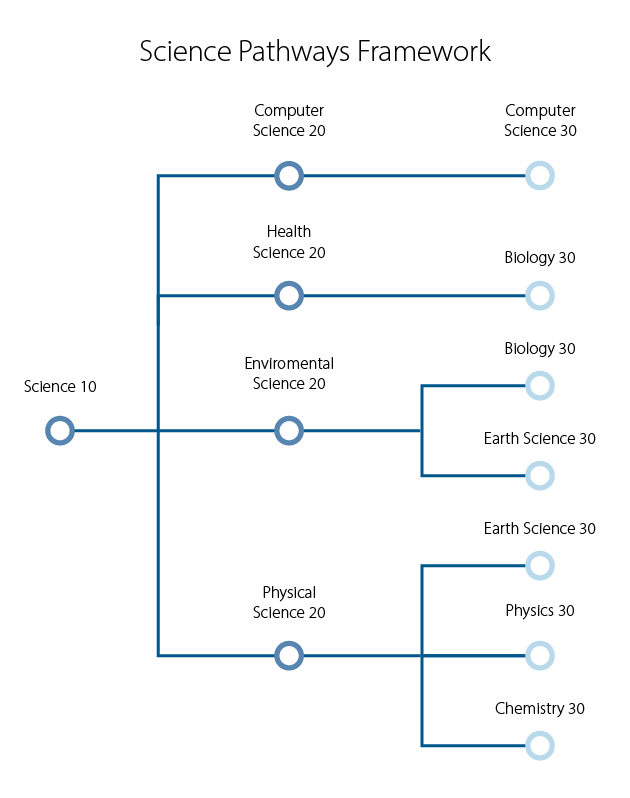 Science Pathways Framework
Computer
Science 20
Computer
Science 30
Health
Science 20
Biology 30
Enviromental
Science 20
Biology 30
Science 10
Earth Science 30
Earth Science 30
Physical
Science 20
Physics 30
Chemistry 30